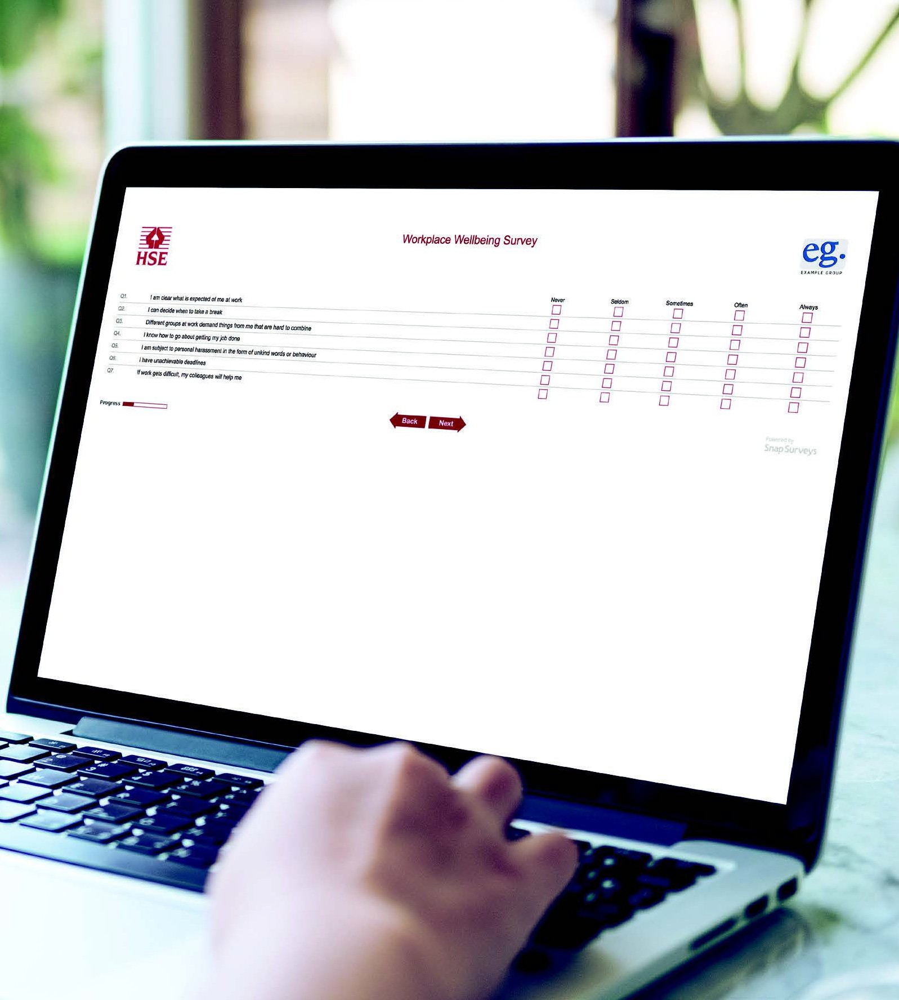 HSE
Workplace Wellbeing Survey
eg.
EXAMPLE GROUP
Never Seldom Sometimes Often Always
Q1. I am clear what is expected of me at work
Q2. I can decide when to take a break
Q3. Different groups at work demand things from me that are hard to combine
Q4. I know how to go about getting my job done
Q5. I am subject to personal harassment in the form of unkind words or behaviour
Q6. I have unachievable deadlines
Q7. If work gets difficult, my colleagues will help me
Progress
Back Next
Powered by
Snap Surveys